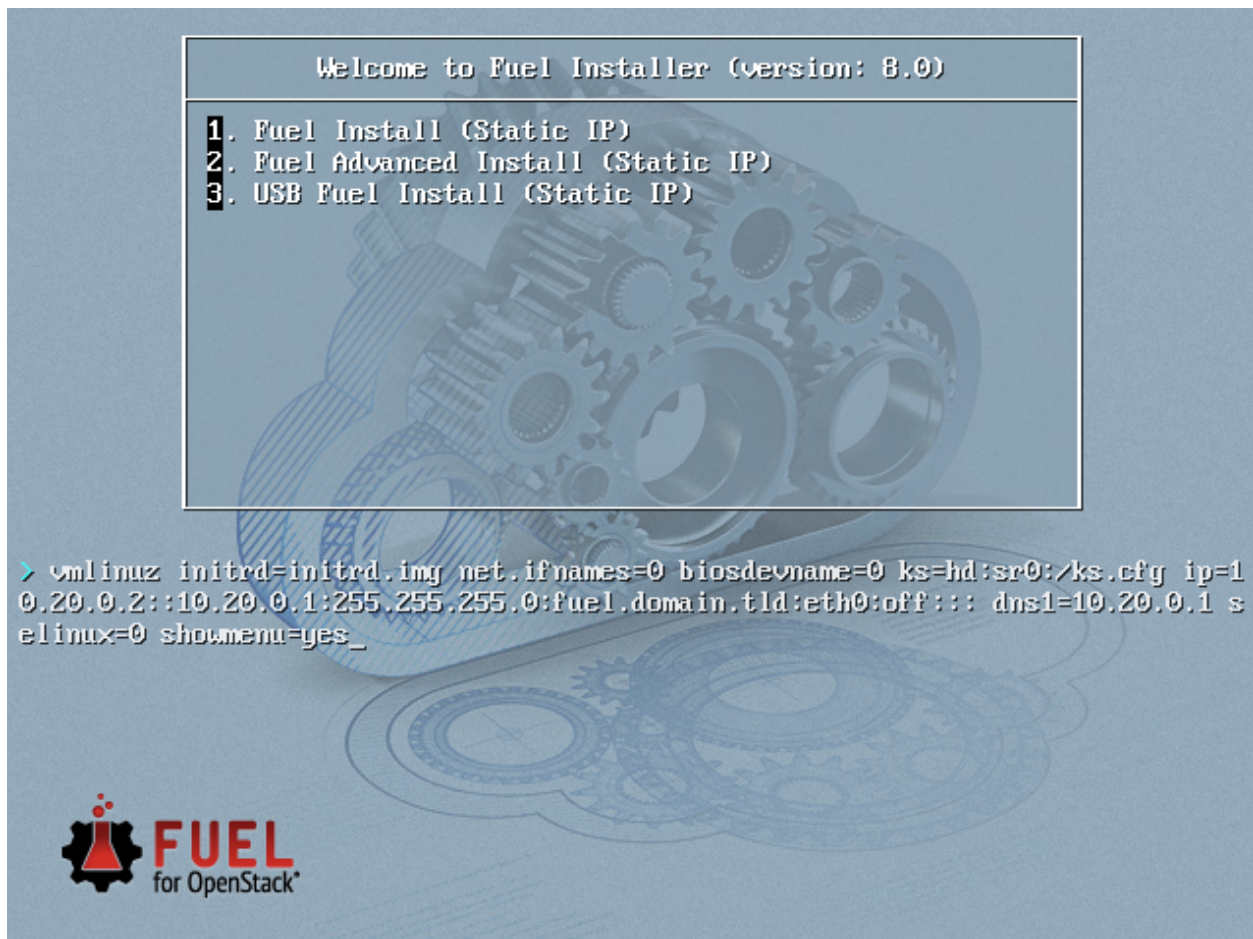 Welcome to Fuel Installer (version: 8.0)
1. Fuel Install (Static IP)
2. Fuel Advanced Install (Static IP)
3. USB Fuel Install (Static IP)
> vmlinuz initrd=initrd.img net.ifnames=0 biosdevname=0 ks=hd:sr0:/ks.cfg ip=1
0.20.0.2::10.20.0.1:255.255.255.0:fuel.domain.tld:eth0:off::: dns1=10.20.0.1 s
elinux=0 showmenu=yes_
FUEL
for OpenStack*